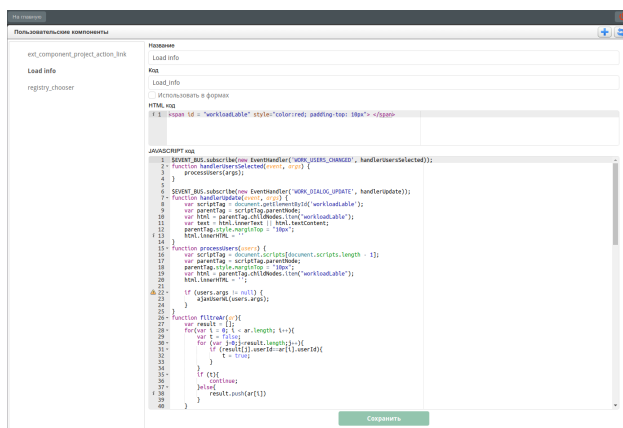 На главную
Пользовательские компоненты
ext_component_project_action_link
Load info
registry_chooser
Название
Load Info
Код
Load_Info
Использовать в формах
HTML код
i 1 <span id = "workloadLable" style="color:red; padding-top: 10px"> </span>
JAVASCRIPT код
1 $EVENT_BUS.subscribe(new EventHandler('WORK_USERS_CHANGED', handlerUsersSelected));
2 function handlerUsersSelected(event, args) {
3 processUsers(args);
4 }
5
6 $EVENT_BUS.subscribe(new EventHandler('WORK_DIALOG_UPDATE', handlerUpdate));
7 function handlerUpdate(event, args) {
8 var scriptTag = document.getElementById('workloadLable');
9 var parentTag = scriptTag.parentNode;
10 var html = parentTag.childNodes.item("workloadLable");
11 var text = html.innerText || html.textContent;
12 parentTag.style.marginTop = "10px";
i 13 html.innerHTML = ''
14 }
15 function processUsers(users) {
16 var scriptTag = document.scripts[document.scripts.length - 1];
17 var parentTag = scriptTag.parentNode;
18 parentTag.style.marginTop = "10px";
19 var html = parentTag.childNodes.item("workloadLable");
20 html.innerHTML = '';
21
22 if (users.args != null) {
23 ajaxUserWL(users.args);
24 }
25 }
26 function filtreAr(ar){
27 var result = [];
28 for(var i = 0; i < ar.length; i++){
29 var t = false;
30 for (var j=0;j<result.length;j++){
31 if (result[j].userId==ar[i].userId){
32 t = true;
33 }
34 }
35 if (t){
36 continue;
37 }else{
i 38 result.push(ar[i])
39 }
40 }
Сохранить